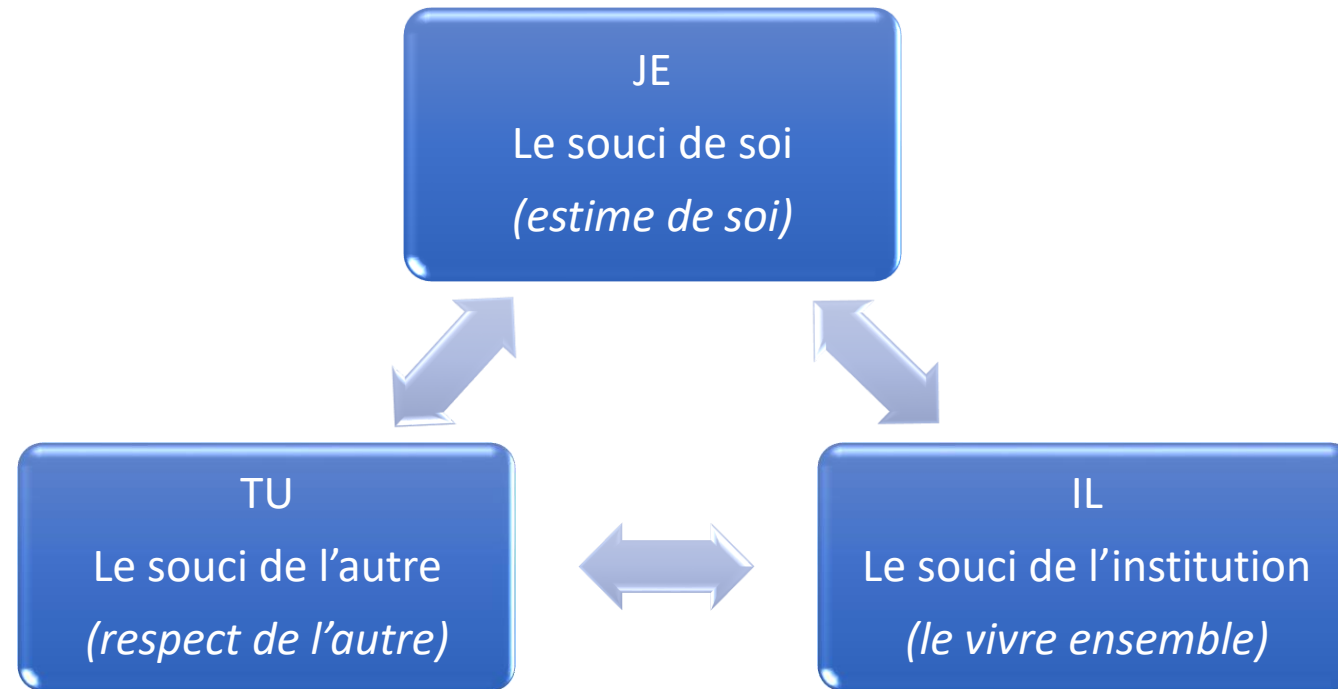 JE
Le souci de soi
(estime de soi)
TU
Le souci de l’autre
(respect de l’autre)
IL
Le souci de l’institution
(le vivre ensemble)